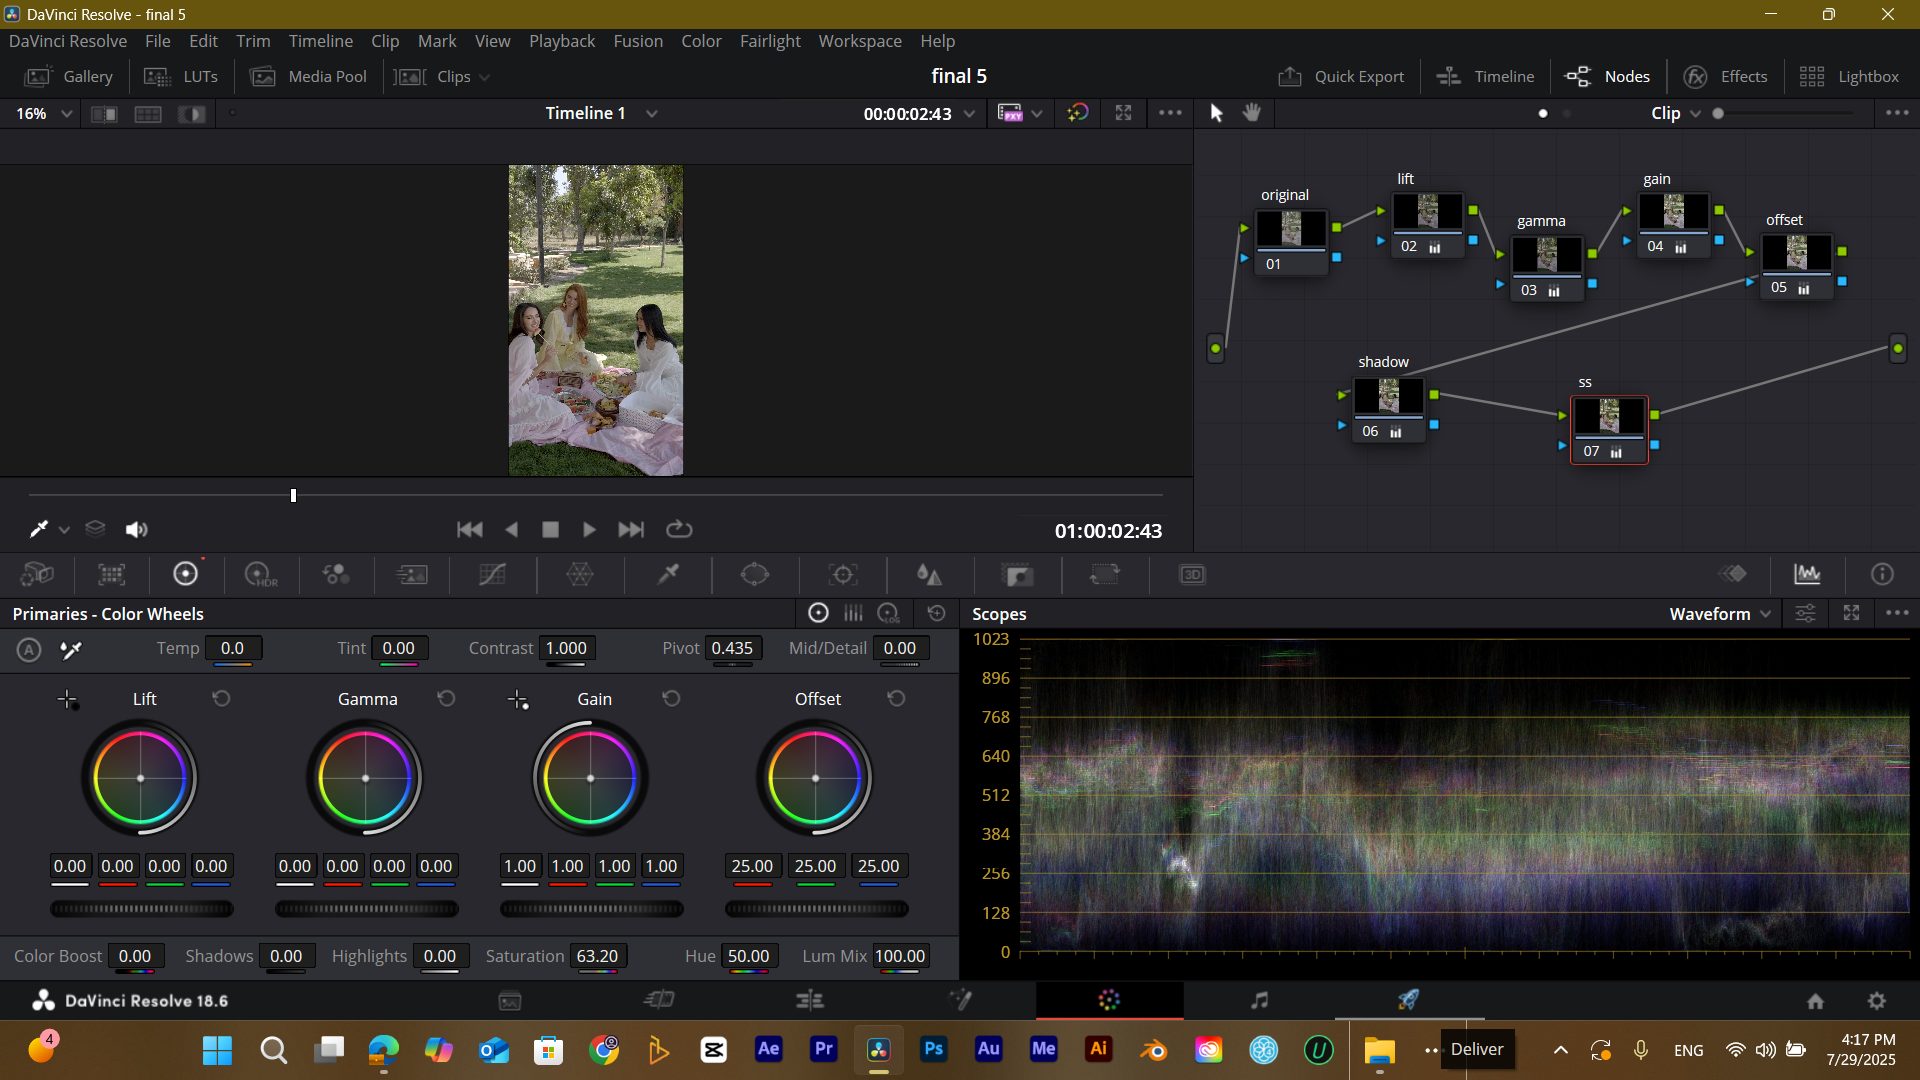 DaVinci Resolve - final 5
DaVinci Resolve File Edit Trim Timeline Clip Mark View Playback Fusion Color Fairlight Workspace Help
Gallery LUTs Media Pool Clips final 5 Quick Export Timeline Nodes Effects Lightbox
16% Timeline 1 00:00:02:43 PXY Clip
original
lift
gamma
gain
offset
01
02
03
04
05
shadow
ss
06
07
01:00:02:43
HDR
3D
Primaries - Color Wheels
LOG
Scopes
Waveform
A Temp 0.0 Tint 0.00 Contrast 1.000 Pivot 0.435 Mid/Detail 0.00
Lift Gamma Gain Offset
0.00 0.00 0.00 0.00 0.00 0.00 0.00 0.00 1.00 1.00 1.00 1.00 25.00 25.00 25.00
Color Boost 0.00 Shadows 0.00 Highlights 0.00 Saturation 63.20 Hue 50.00 Lum Mix 100.00
1023
896
768
640
512
384
256
128
0
DaVinci Resolve 18.6
4
Ae Pr Ps Au Me Ai U
Deliver
ENG
4:17 PM
7/29/2025